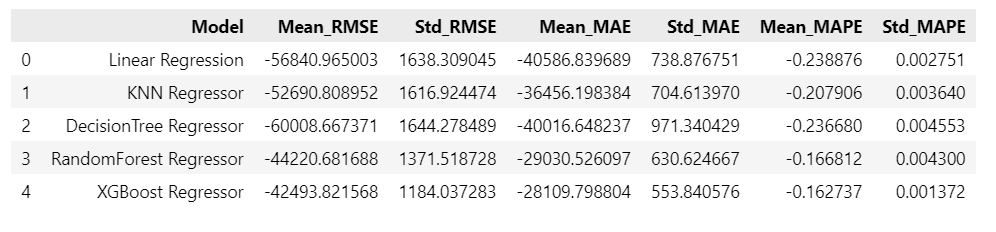 Model Mean_RMSE Std_RMSE Mean_MAE Std_MAE Mean_MAPE Std_MAPE
0 Linear Regression -56840.965003 1638.309045 -40586.839689 738.876751 -0.238876 0.002751
1 KNN Regressor -52690.808952 1616.924474 -36456.198384 704.613970 -0.207906 0.003640
2 DecisionTree Regressor -60008.667371 1644.278489 -40016.648237 971.340429 -0.236680 0.004553
3 RandomForest Regressor -44220.681688 1371.518728 -29030.526097 630.624667 -0.166812 0.004300
4 XGBoost Regressor -42493.821568 1184.037283 -28109.798804 553.840576 -0.162737 0.001372